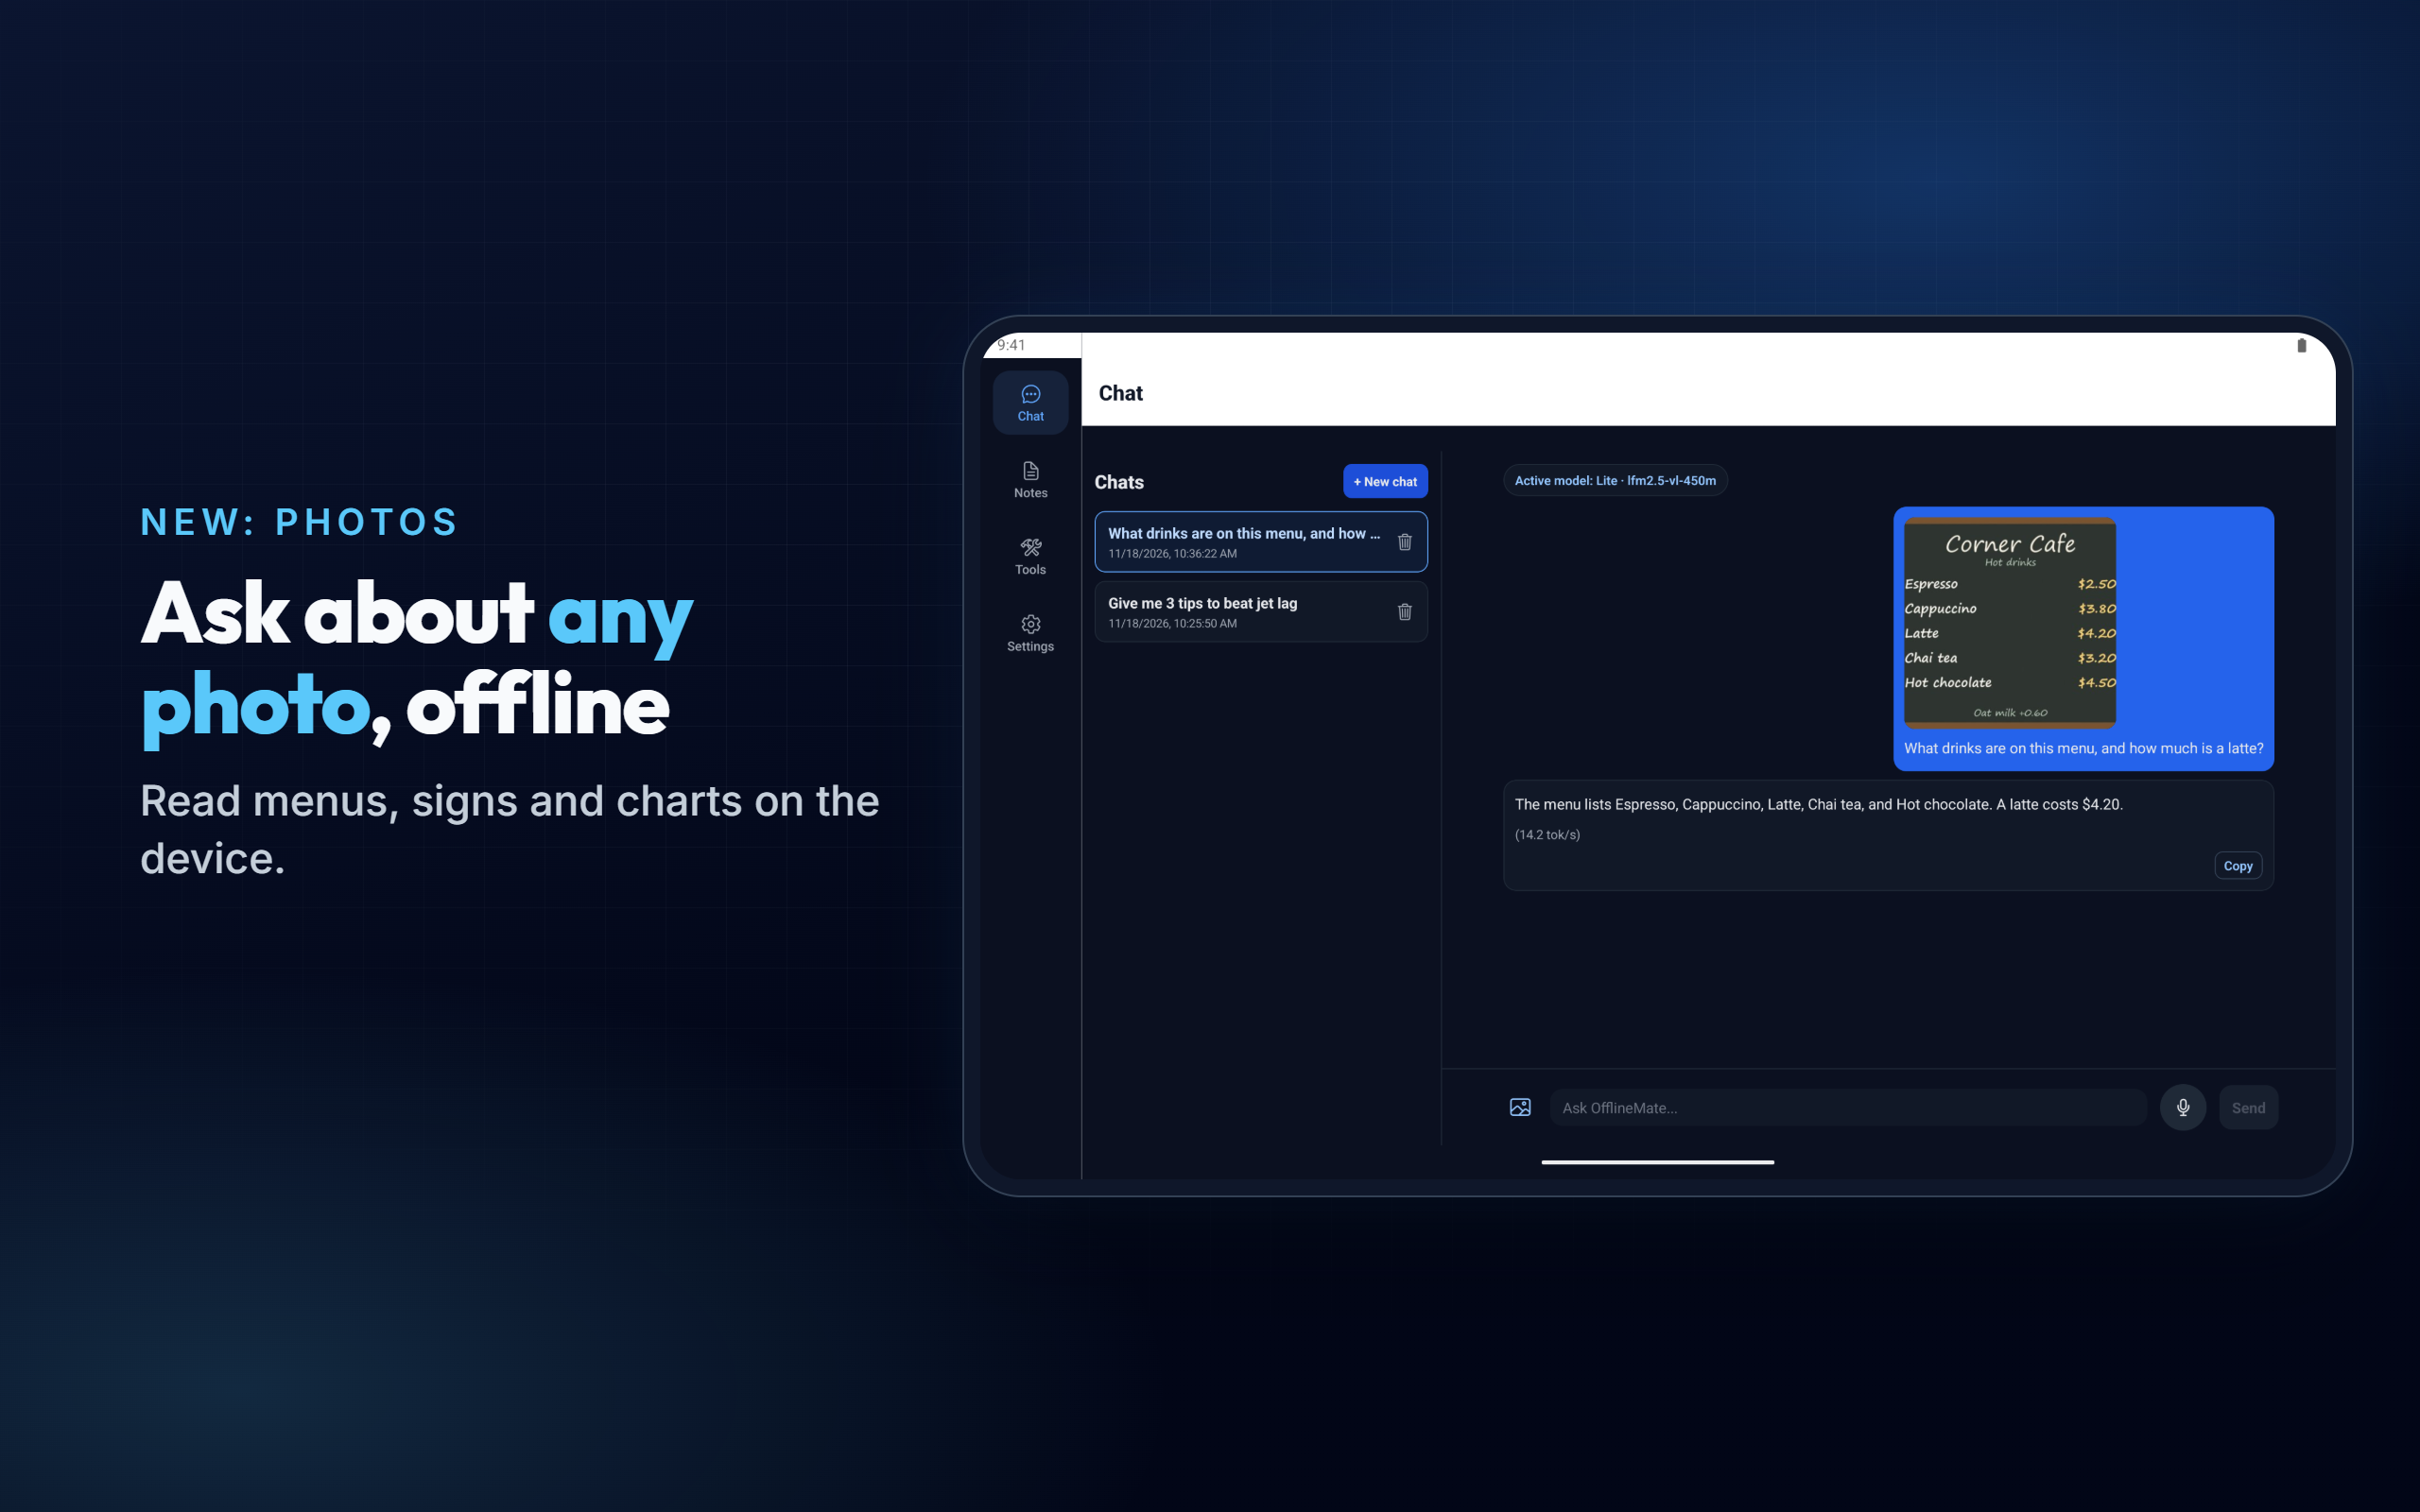 NEW: PHOTOS
Ask about any
photo, offline
Read menus, signs and charts on the
device.
9:41
Chat
Notes
Tools
Settings
Chat
Chats
+ New chat
What drinks are on this menu, and how ...
11/18/2026, 10:36:22 AM
Give me 3 tips to beat jet lag
11/18/2026, 10:25:50 AM
Active model: Lite · lfm2.5-vl-450m
Corner Cafe
Hot drinks
Espresso $2.50
Cappuccino $3.80
Latte $4.20
Chai tea $3.20
Hot chocolate $4.50
Oat milk +0.60
What drinks are on this menu, and how much is a latte?
The menu lists Espresso, Cappuccino, Latte, Chai tea, and Hot chocolate. A latte costs $4.20.
(14.2 tok/s)
Copy
Ask OfflineMate...
Send